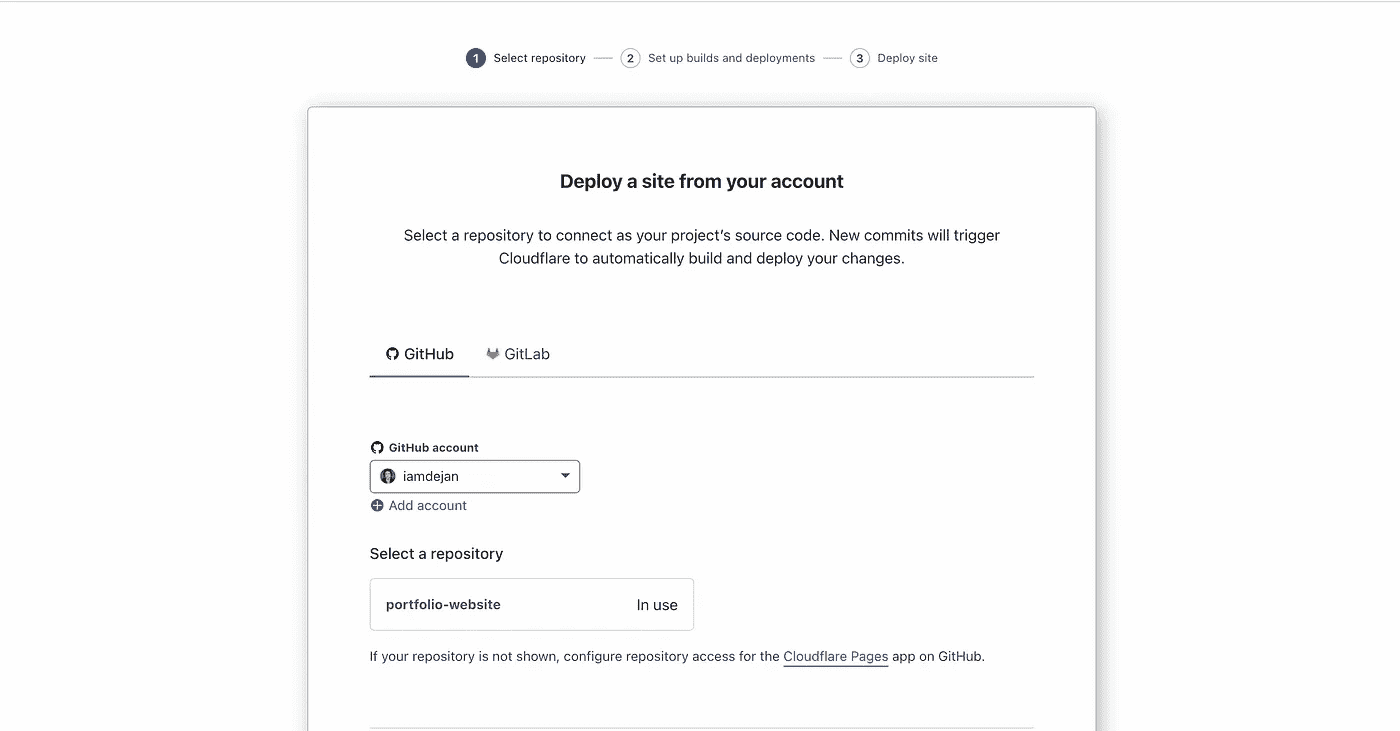 1 Select repository 2 Set up builds and deployments 3 Deploy site
Deploy a site from your account
Select a repository to connect as your project’s source code. New commits will trigger
Cloudflare to automatically build and deploy your changes.
GitHub GitLab
GitHub account
iamdejan
Add account
Select a repository
portfolio-website In use
If your repository is not shown, configure repository access for the Cloudflare Pages app on GitHub.